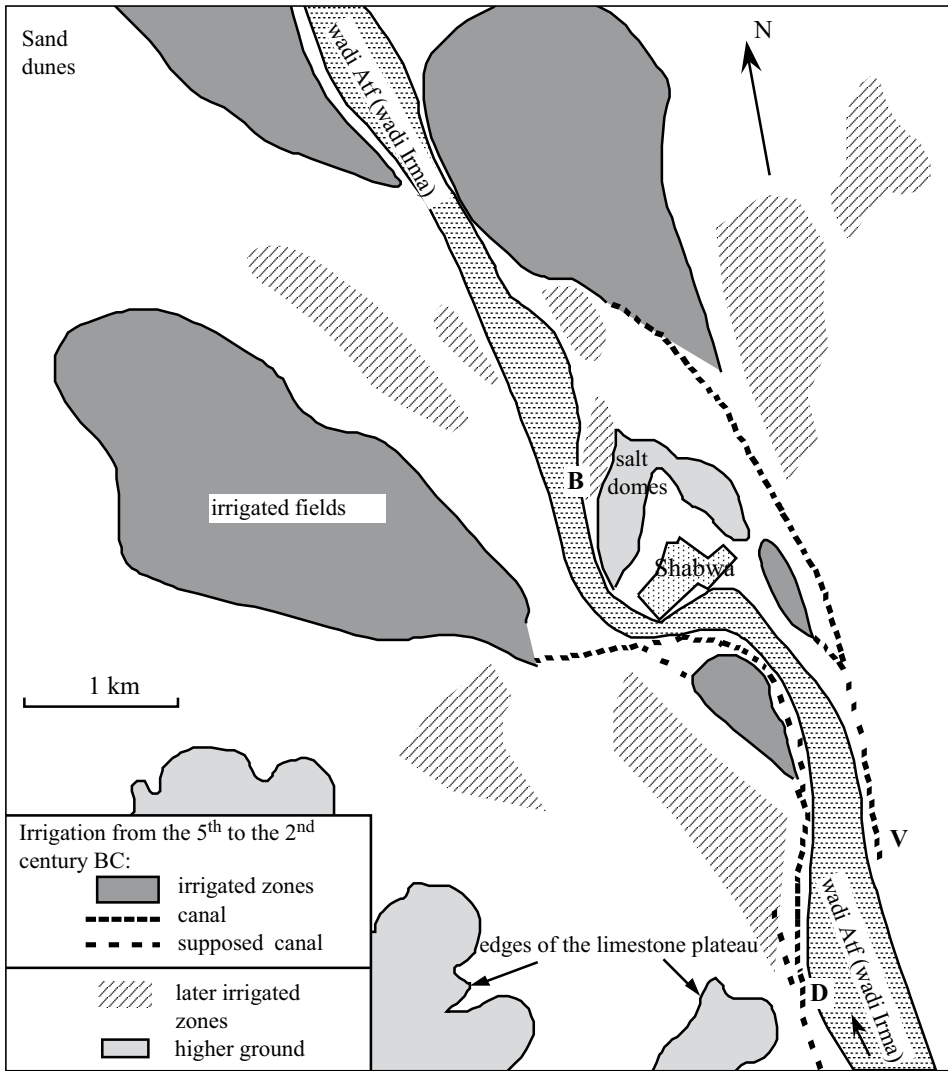 Sand
dunes
wadi Atf (wadi Irma)
N
salt
domes
B
irrigated fields
Shabwa
1 km
V
Irrigation from the 5th to the 2nd
century BC:
irrigated zones
canal
supposed canal
later irrigated
zones
higher ground
edges of the limestone plateau
D
wadi Atf (wadi Irma)